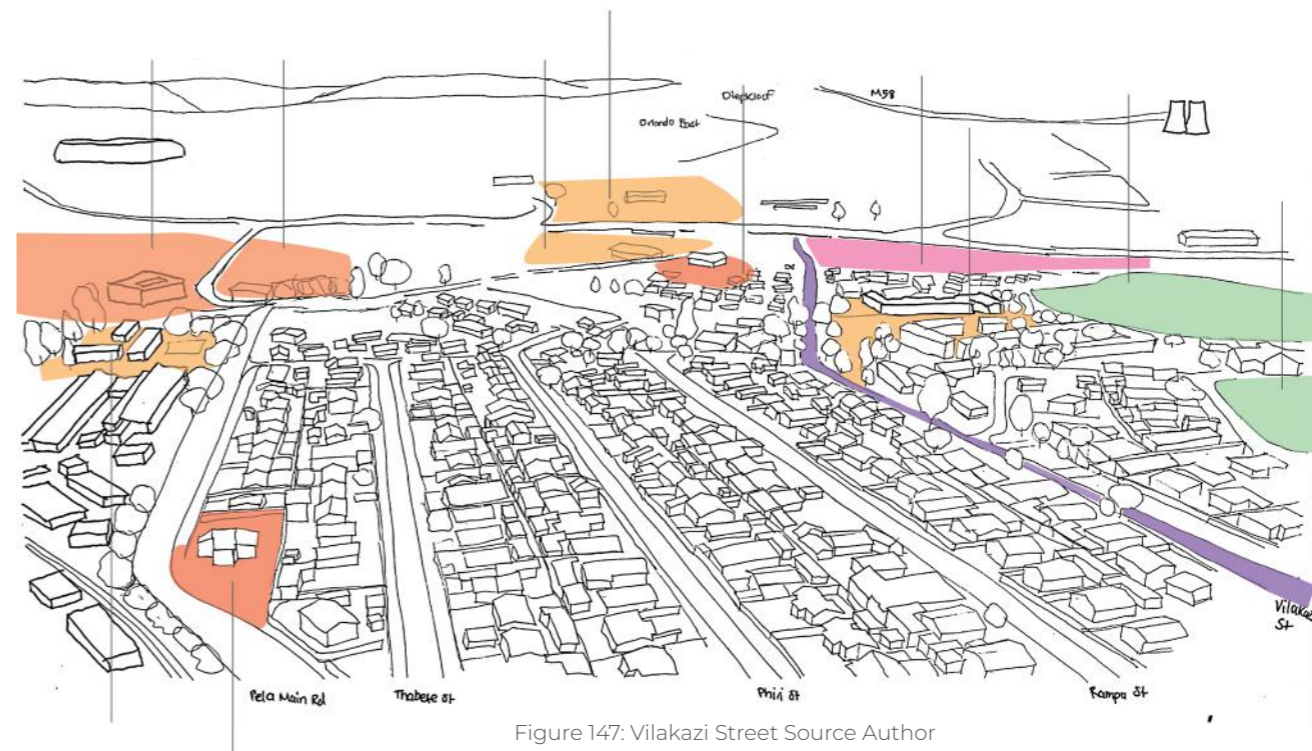 Diepkloof
M58
Orlando East
Vilakazi
St
Pela Main Rd
Thabete St
Phiri St
Rampa St
Figure 147: Vilakazi Street Source Author